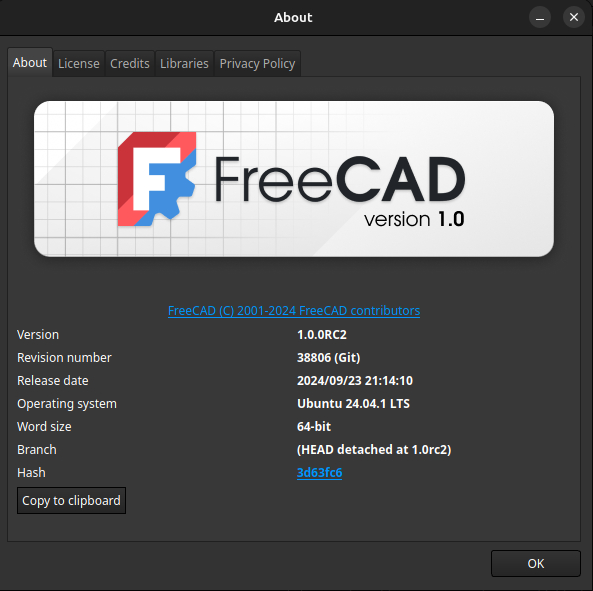 About
About License Credits Libraries Privacy Policy
FreeCAD
version 1.0
FreeCAD (C) 2001-2024 FreeCAD contributors
Version 1.0.0RC2
Revision number 38806 (Git)
Release date 2024/09/23 21:14:10
Operating system Ubuntu 24.04.1 LTS
Word size 64-bit
Branch (HEAD detached at 1.0rc2)
Hash 3d63fc6
Copy to clipboard
OK